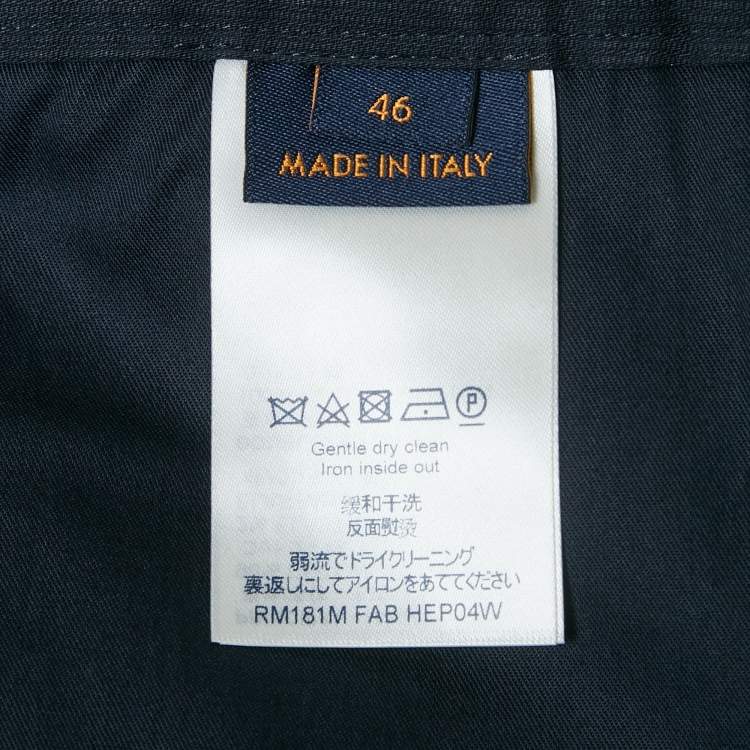 46
MADE IN ITALY
P
Gentle dry clean
Iron inside out
缓和干洗
反面熨烫
弱流でドライクリーニング
裏返しにしてアイロンをあててください
RM181M FAB HEP04W